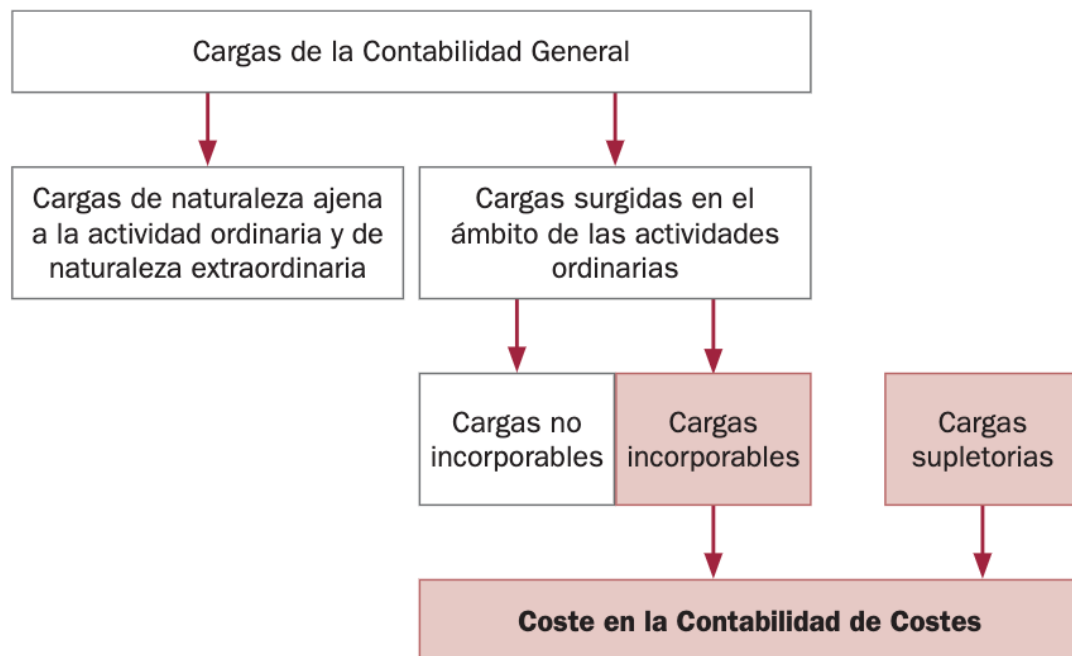 Cargas de la Contabilidad General
Cargas de naturaleza ajena
a la actividad ordinaria y de
naturaleza extraordinaria
Cargas surgidas en el
ámbito de las actividades
ordinarias
Cargas no
incorporables
Cargas
incorporables
Cargas
supletorias
Coste en la Contabilidad de Costes